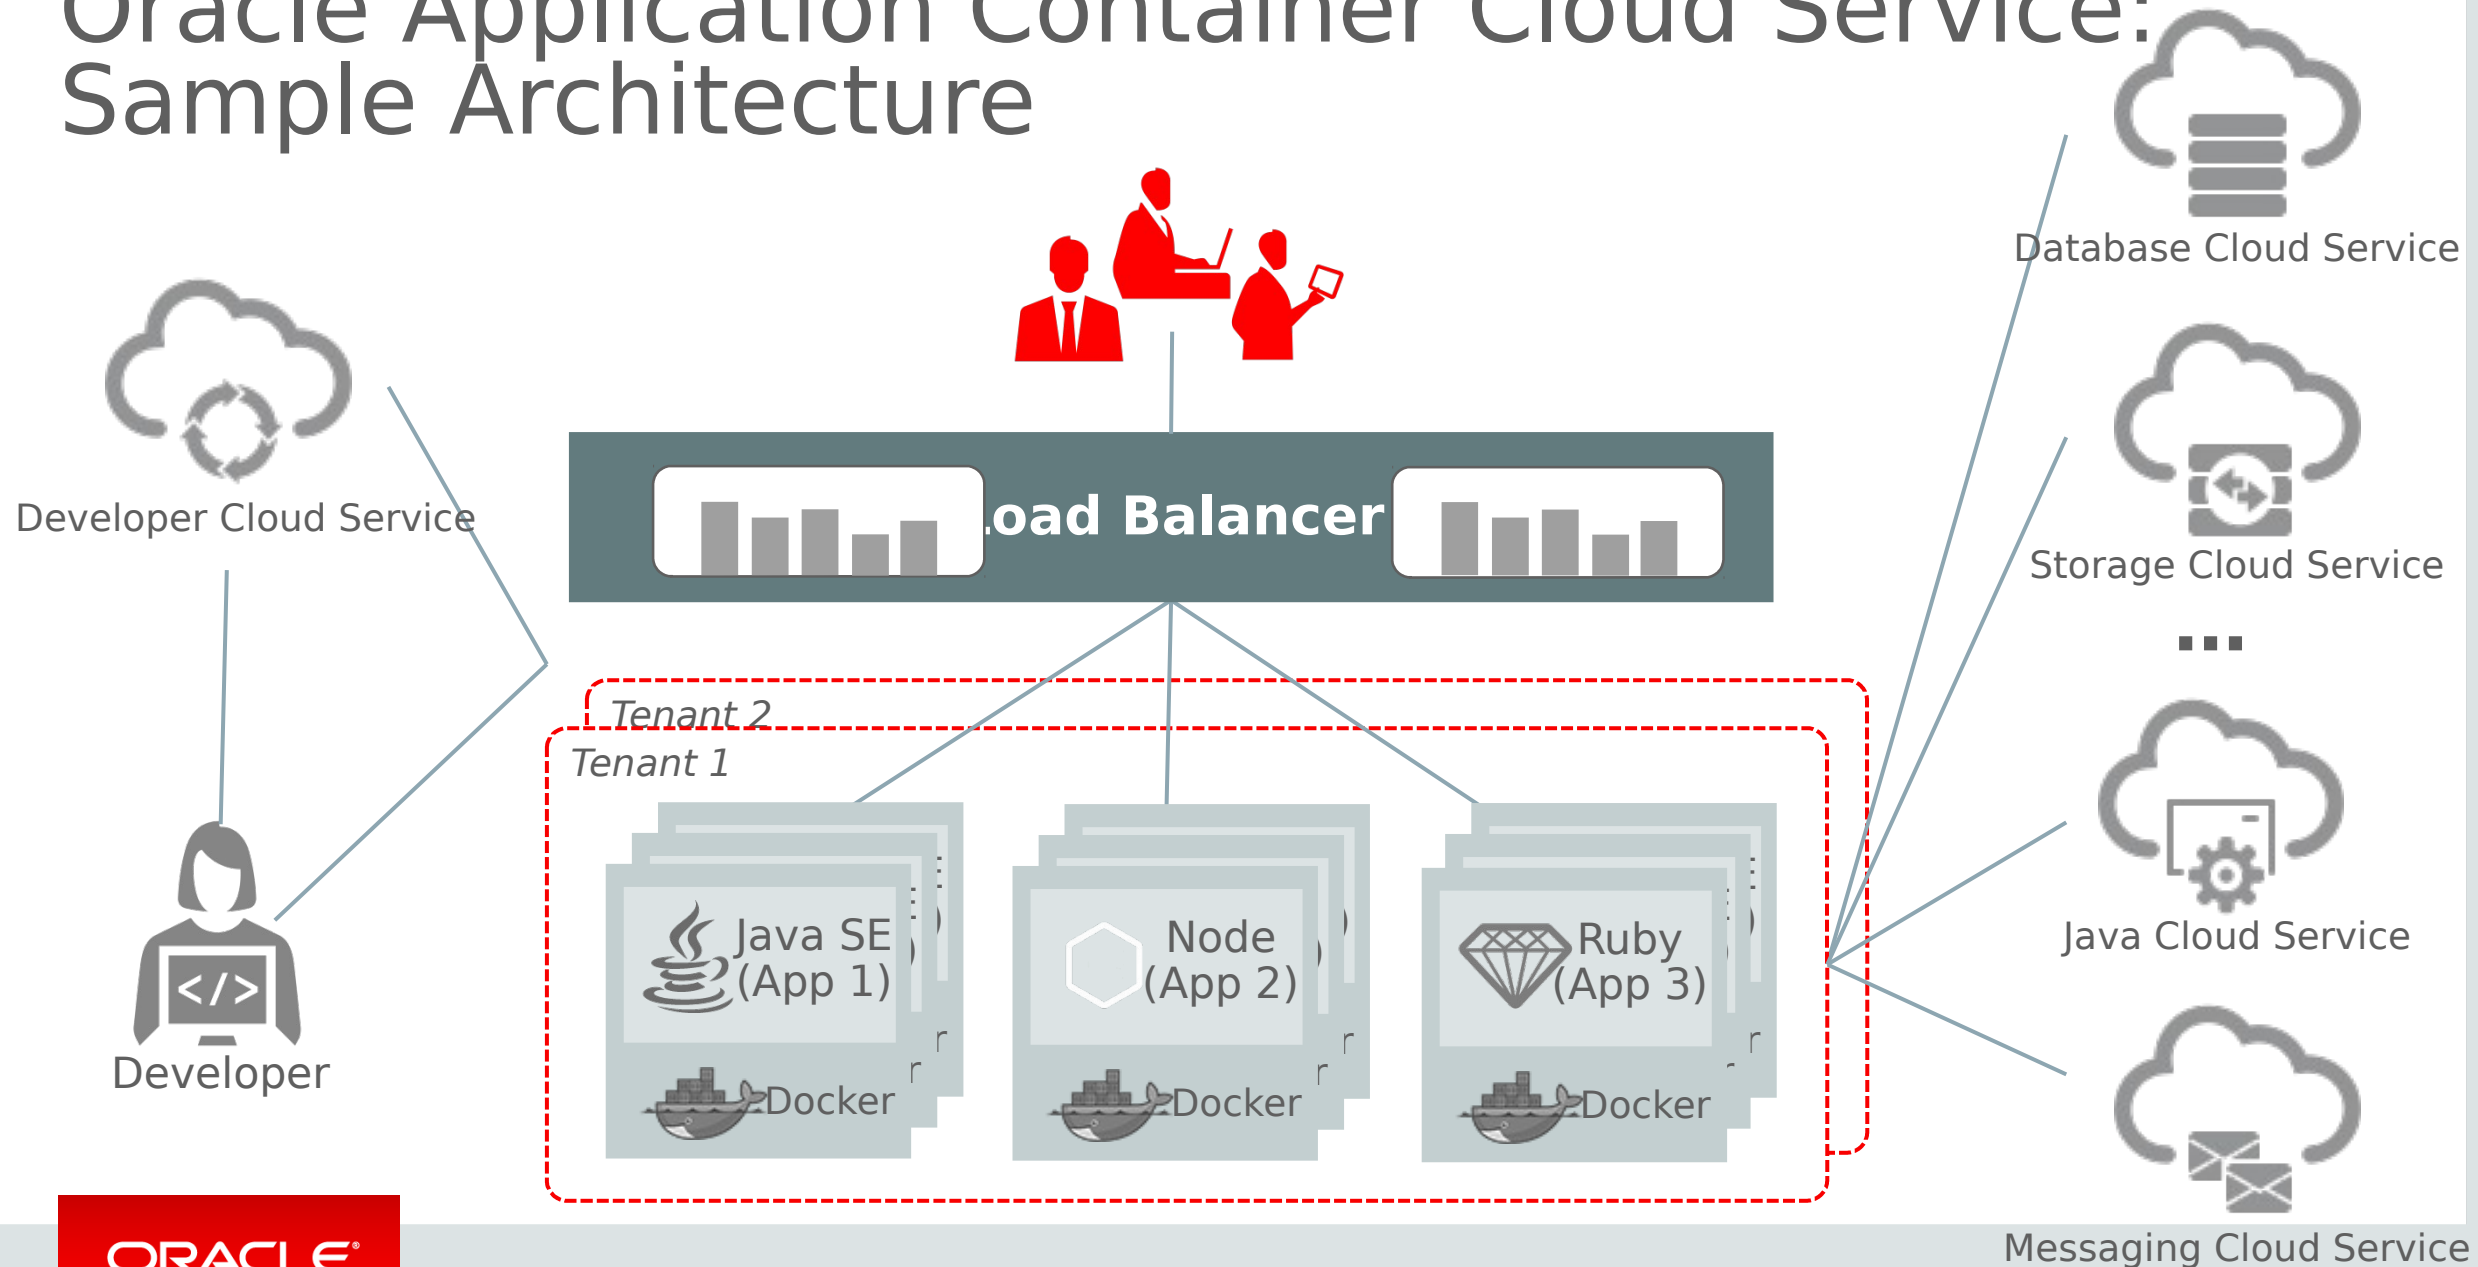 Oracle Application Container Cloud Service:
Sample Architecture
Database Cloud Service
Developer Cloud Service
Load Balancer
Storage Cloud Service
...
Tenant 2
Tenant 1
Java SE
(App 1)
Node
(App 2)
Ruby
(App 3)
Java Cloud Service
</>
Developer
Docker
Docker
Docker
ORACLE®
Messaging Cloud Service